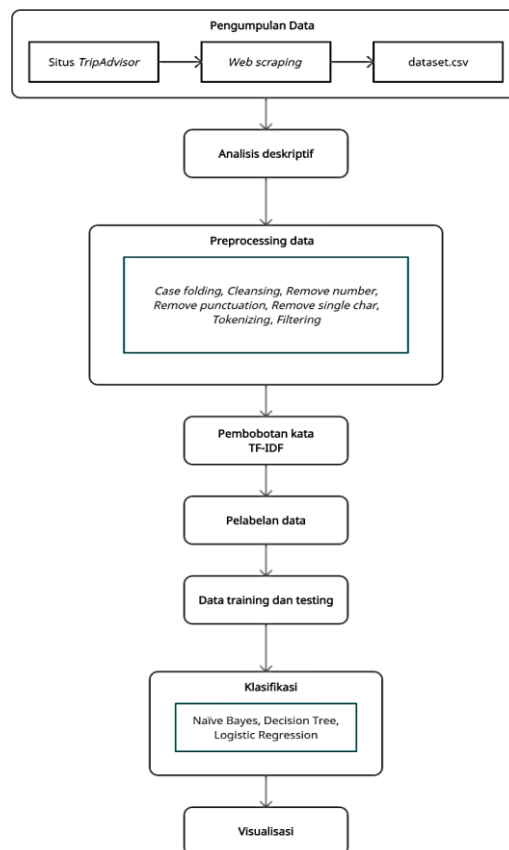 Pengumpulan Data
Situs TripAdvisor
Web scraping
dataset.csv
Analisis deskriptif
Preprocessing data
Case folding, Cleansing, Remove number,
Remove punctuation, Remove single char,
Tokenizing, Filtering
Pembobotan kata
TF-IDF
Pelabelan data
Data training dan testing
Klasifikasi
Naïve Bayes, Decision Tree,
Logistic Regression
Visualisasi